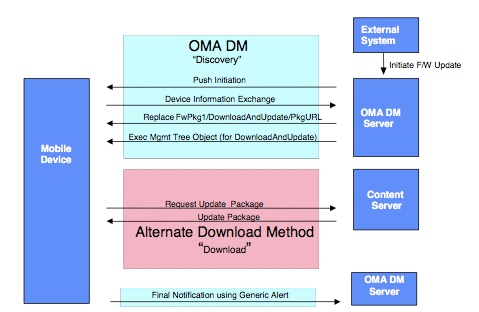 OMA DM
"Discovery"
External
System
Initiate F/W Update
Push Initiation
Device Information Exchange
Replace FwPkg1/DownloadAndUpdate/PkgURL
Exec Mgmt Tree Object (for DownloadAndUpdate)
OMA DM
Server
Mobile
Device
Request Update Package
Update Package
Alternate Download Method
"Download"
Content
Server
Final Notification using Generic Alert
OMA DM
Server